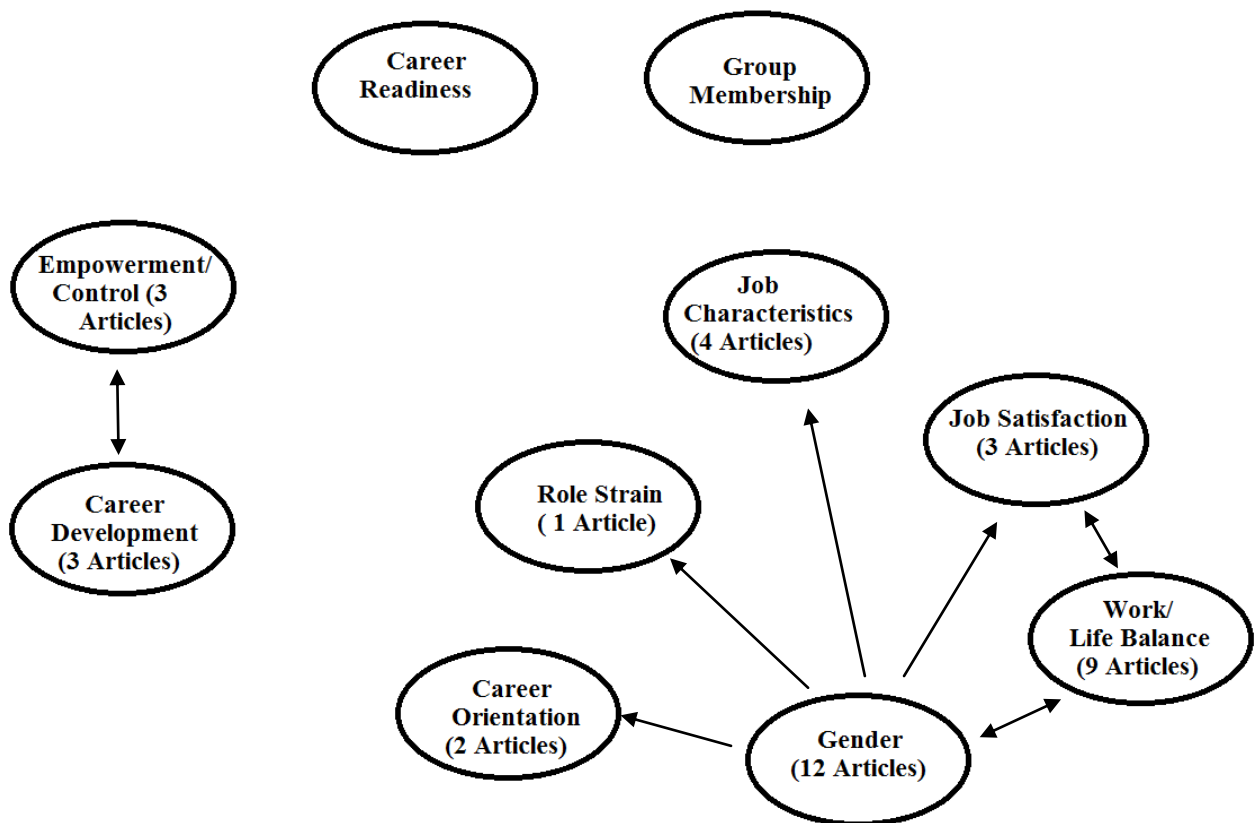 Career
Readiness
Group
Membership
Empowerment/
Control (3
Articles)
Job
Characteristics
(4 Articles)
Job Satisfaction
(3 Articles)
Career
Development
(3 Articles)
Role Strain
( 1 Article)
Work/
Life Balance
(9 Articles)
Career
Orientation
(2 Articles)
Gender
(12 Articles)